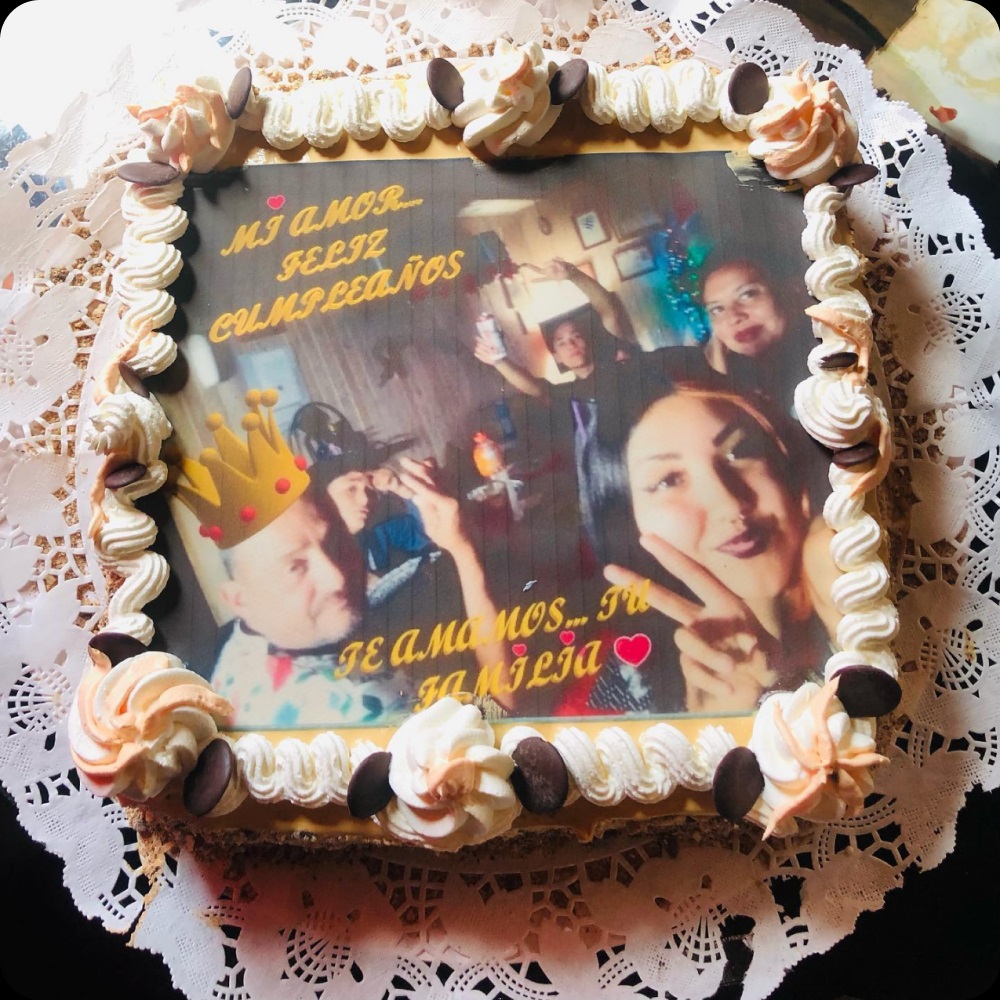 MI AMOR....
FELIZ
CUMPLEAÑOS
TE AMAMOS... TU
FAMILIA